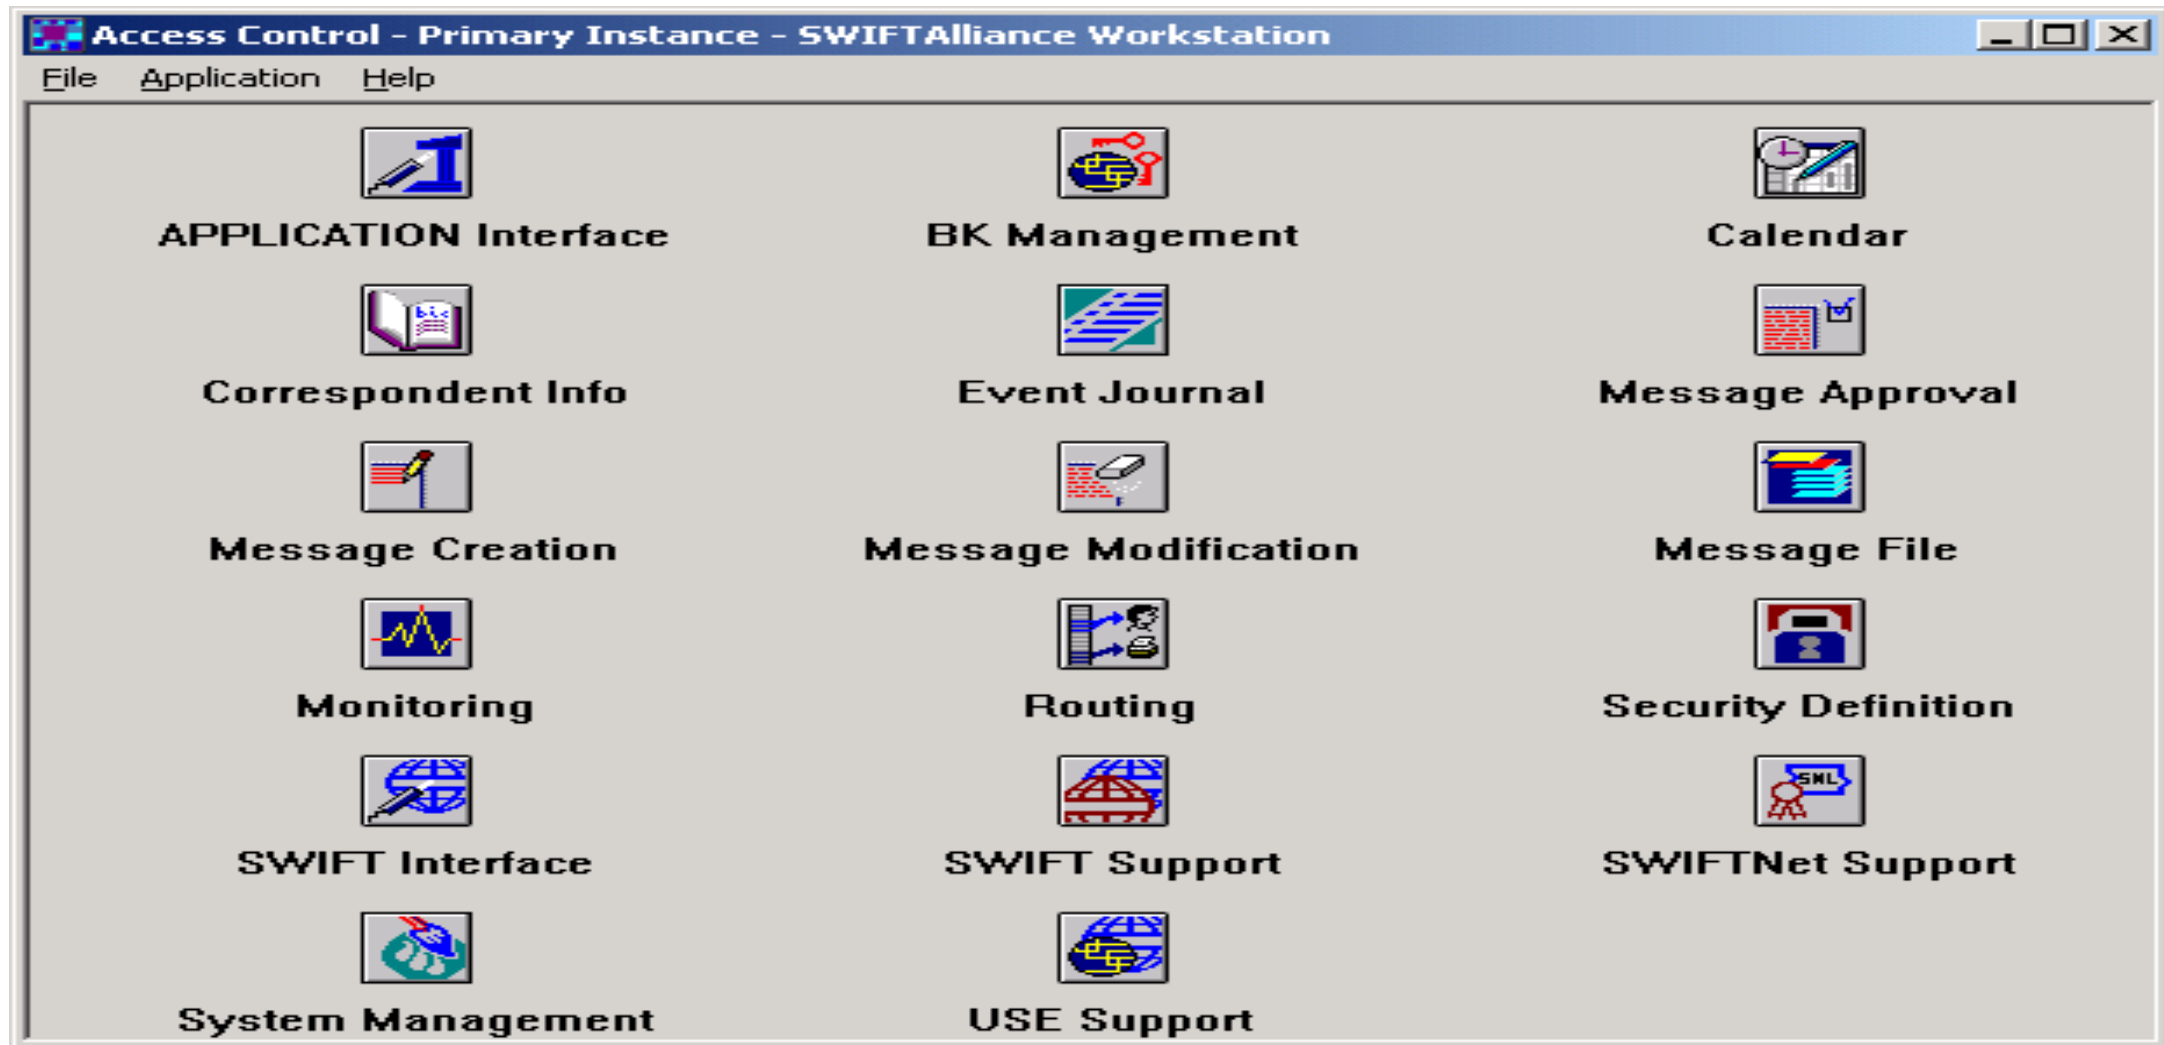 Access Control - Primary Instance - SWIFTAlliance Workstation
File Application Help
APPLICATION Interface BK Management Calendar
bic
Correspondent Info Event Journal Message Approval
Message Creation Message Modification Message File
Monitoring Routing Security Definition
SNL
SWIFT Interface SWIFT Support SWIFTNet Support
System Management USE Support